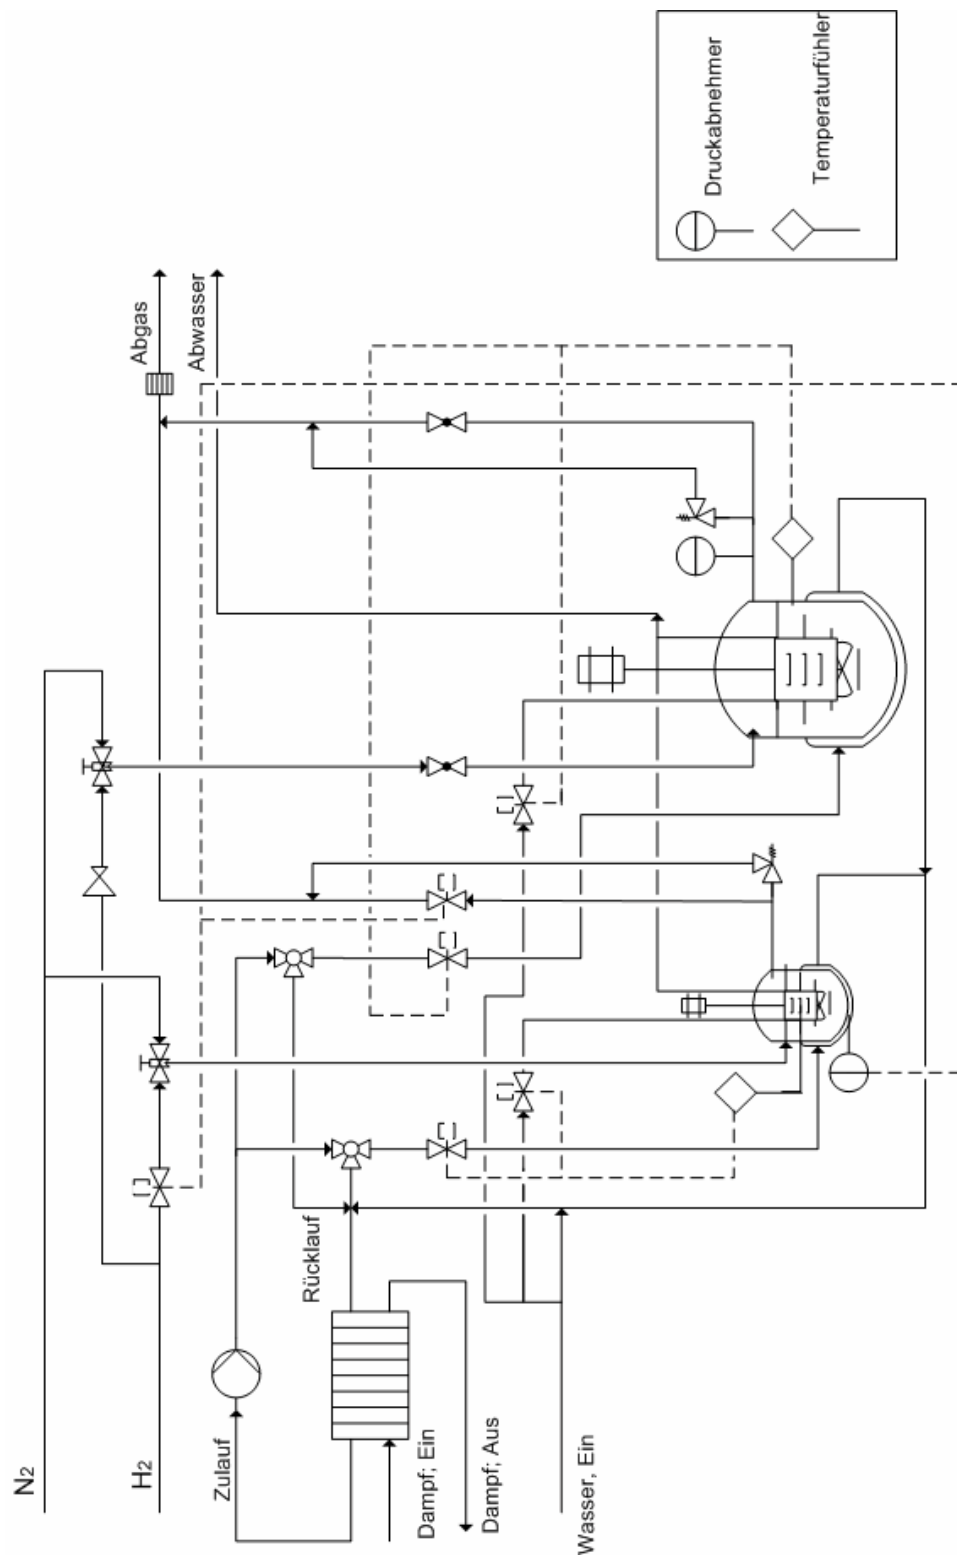 N2
H2
Zulauf
Rücklauf
Dampf; Ein
Dampf; Aus
Wasser, Ein
Abgas
Abwasser
Druckabnehmer
Temperaturfühler